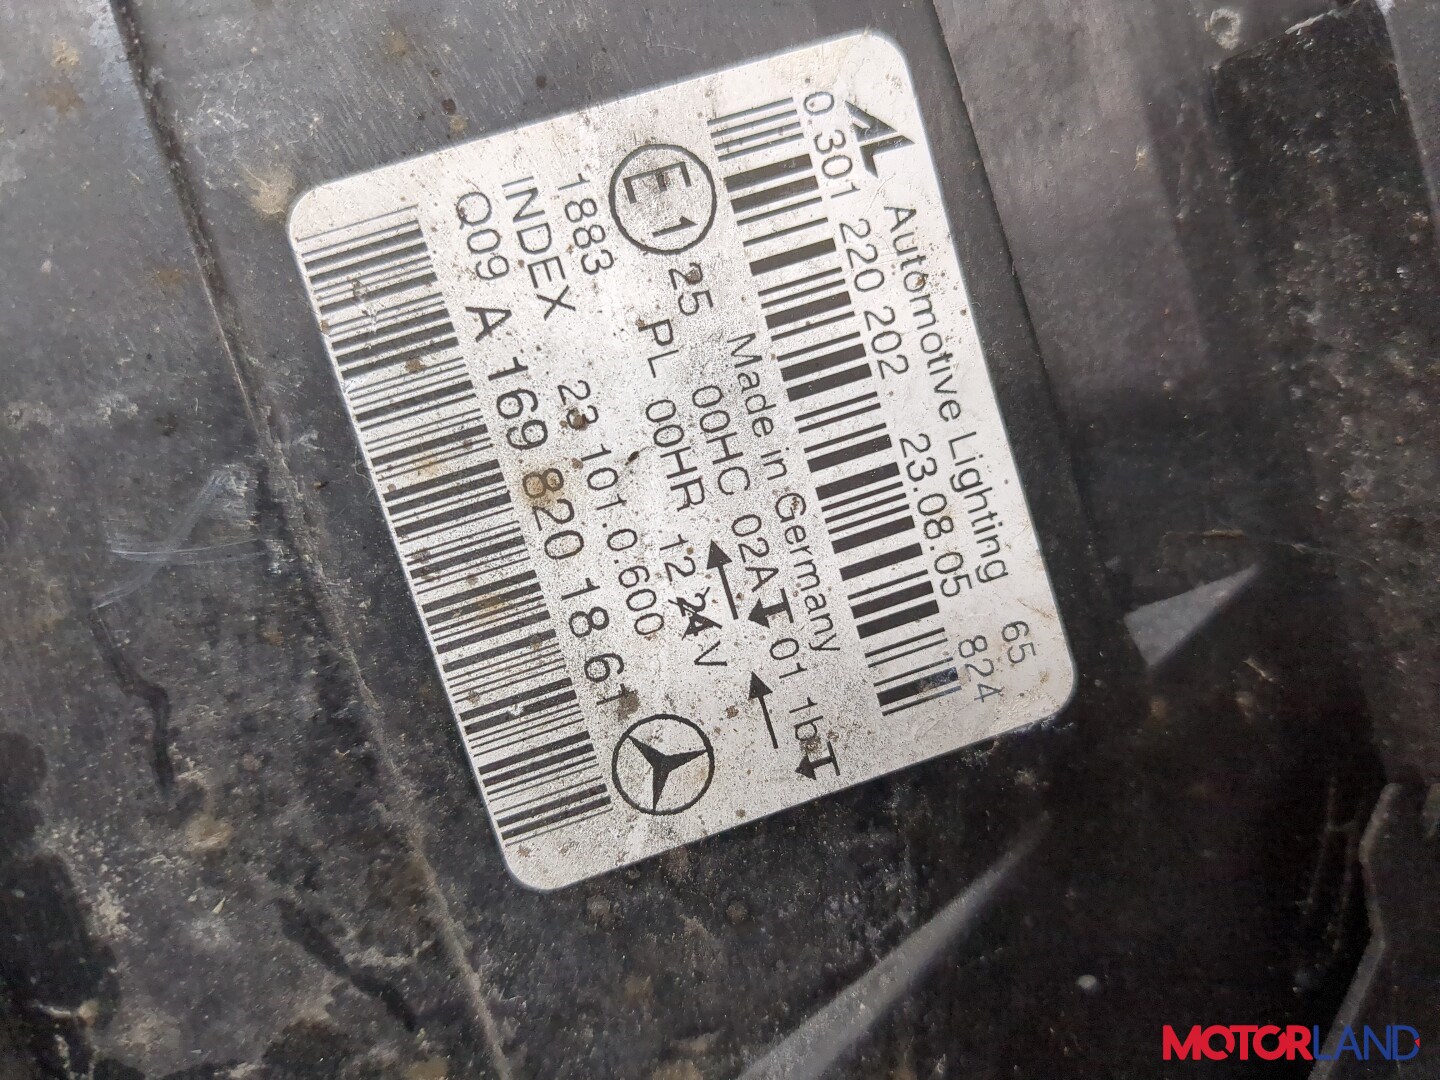 Automotive Lighting 65
0 301 220 202 23.08.05 824
Made in Germany
E1 25 00HC 02A 01 1b
1883 PL 00HR 12 24V
INDEX 23 101.0.600
Q09 A 169 820 18 61
MOTORLAND